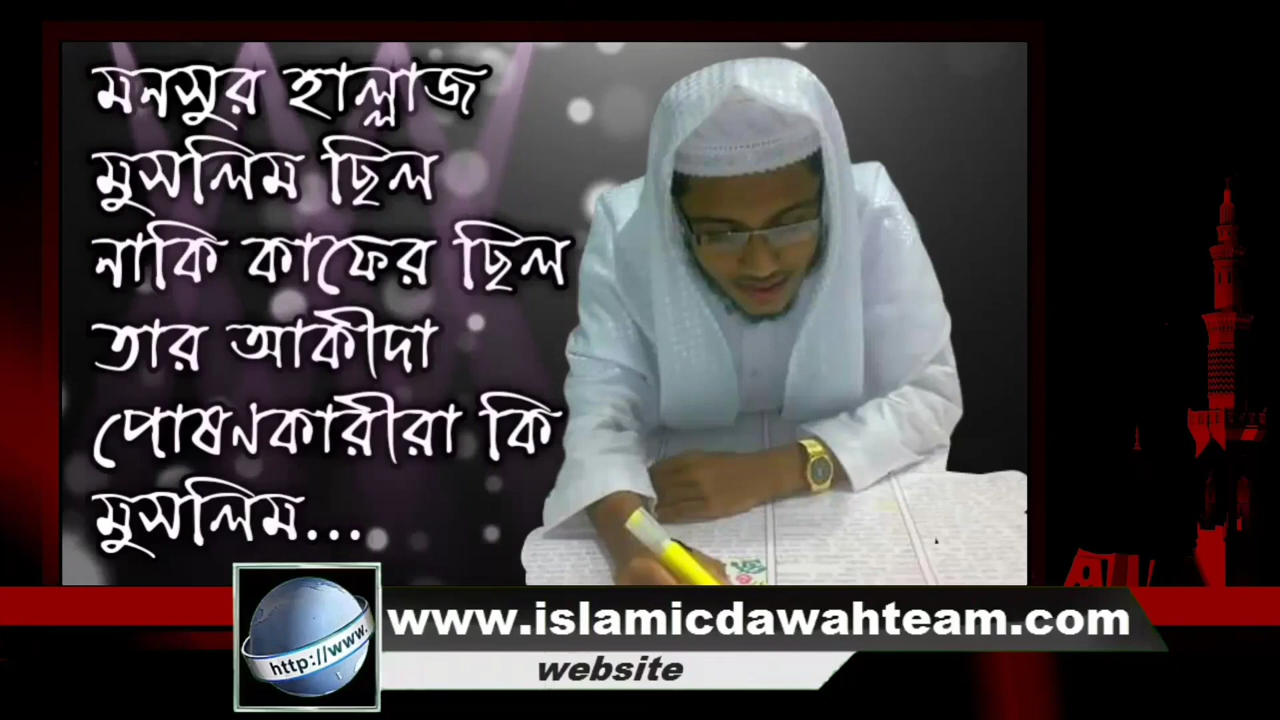 মনসুর হাল্লাজ
মুসলিম ছিল
নাকি কাফের ছিল
তার আকীদা
পোষণকারীরা কি
মুসলিম...
http://www.
www.islamicdawahteam.com
website